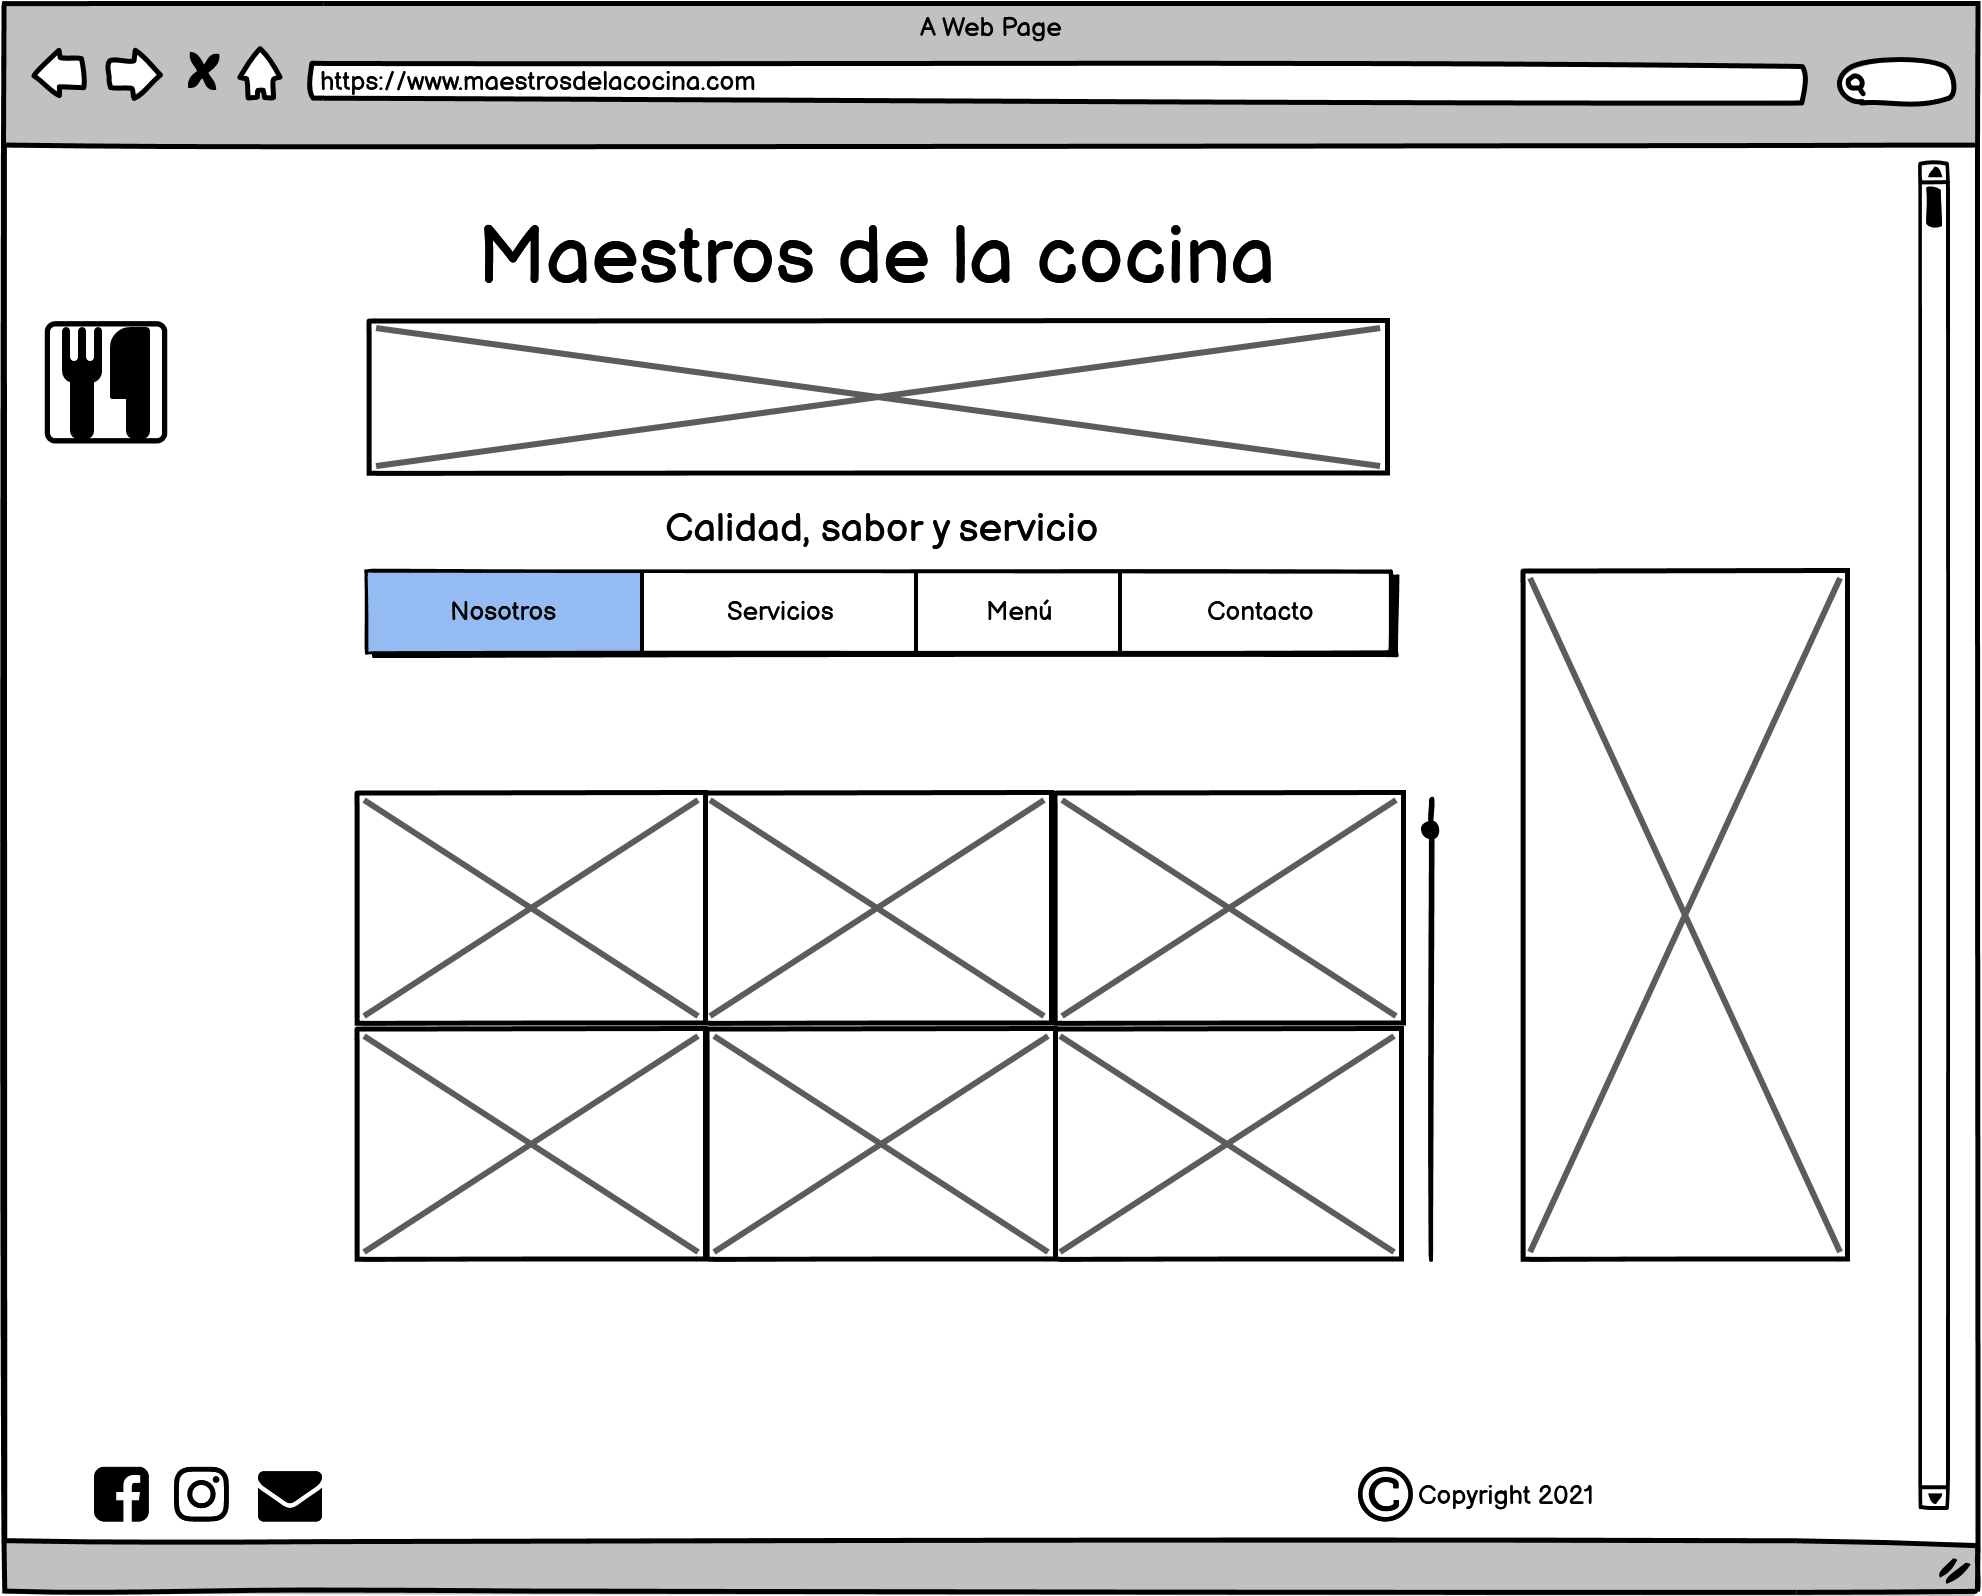 A Web Page
https://www.maestrosdelacocina.com
Maestros de la cocina
Calidad, sabor y servicio
Nosotros
Servicios
Menú
Contacto
© Copyright 2021